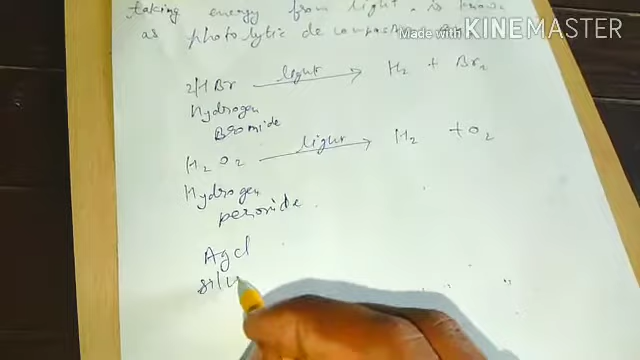 taking energy from light. is known
as photolytic de composition
Made with KINEMASTER
2HBr light H2 + Br2
Hydrogen
Bromide
H2O2 light H2 + O2
Hydrogen
peroxide.
Agcl
silv